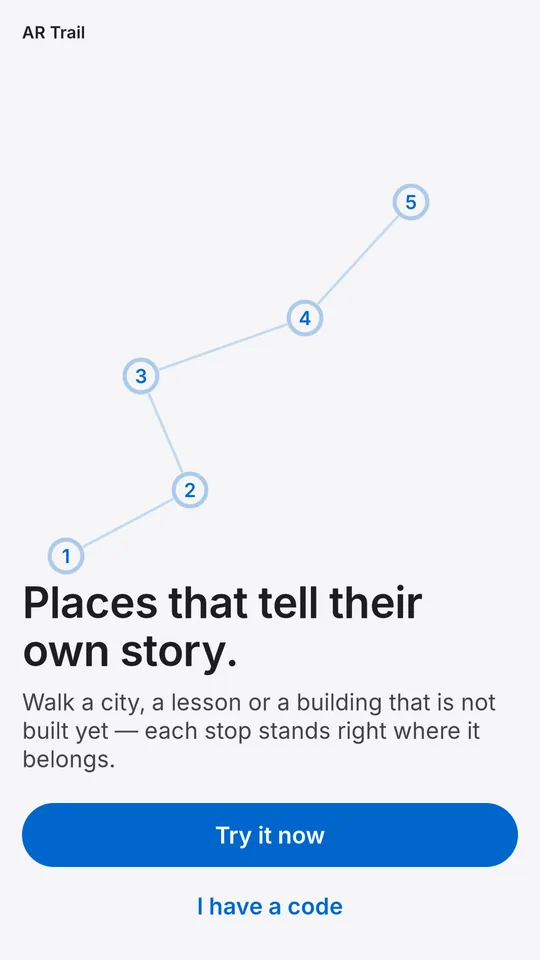 AR Trail
5
4
3
2
1
Places that tell their
own story.
Walk a city, a lesson or a building that is not
built yet — each stop stands right where it
belongs.
Try it now
I have a code